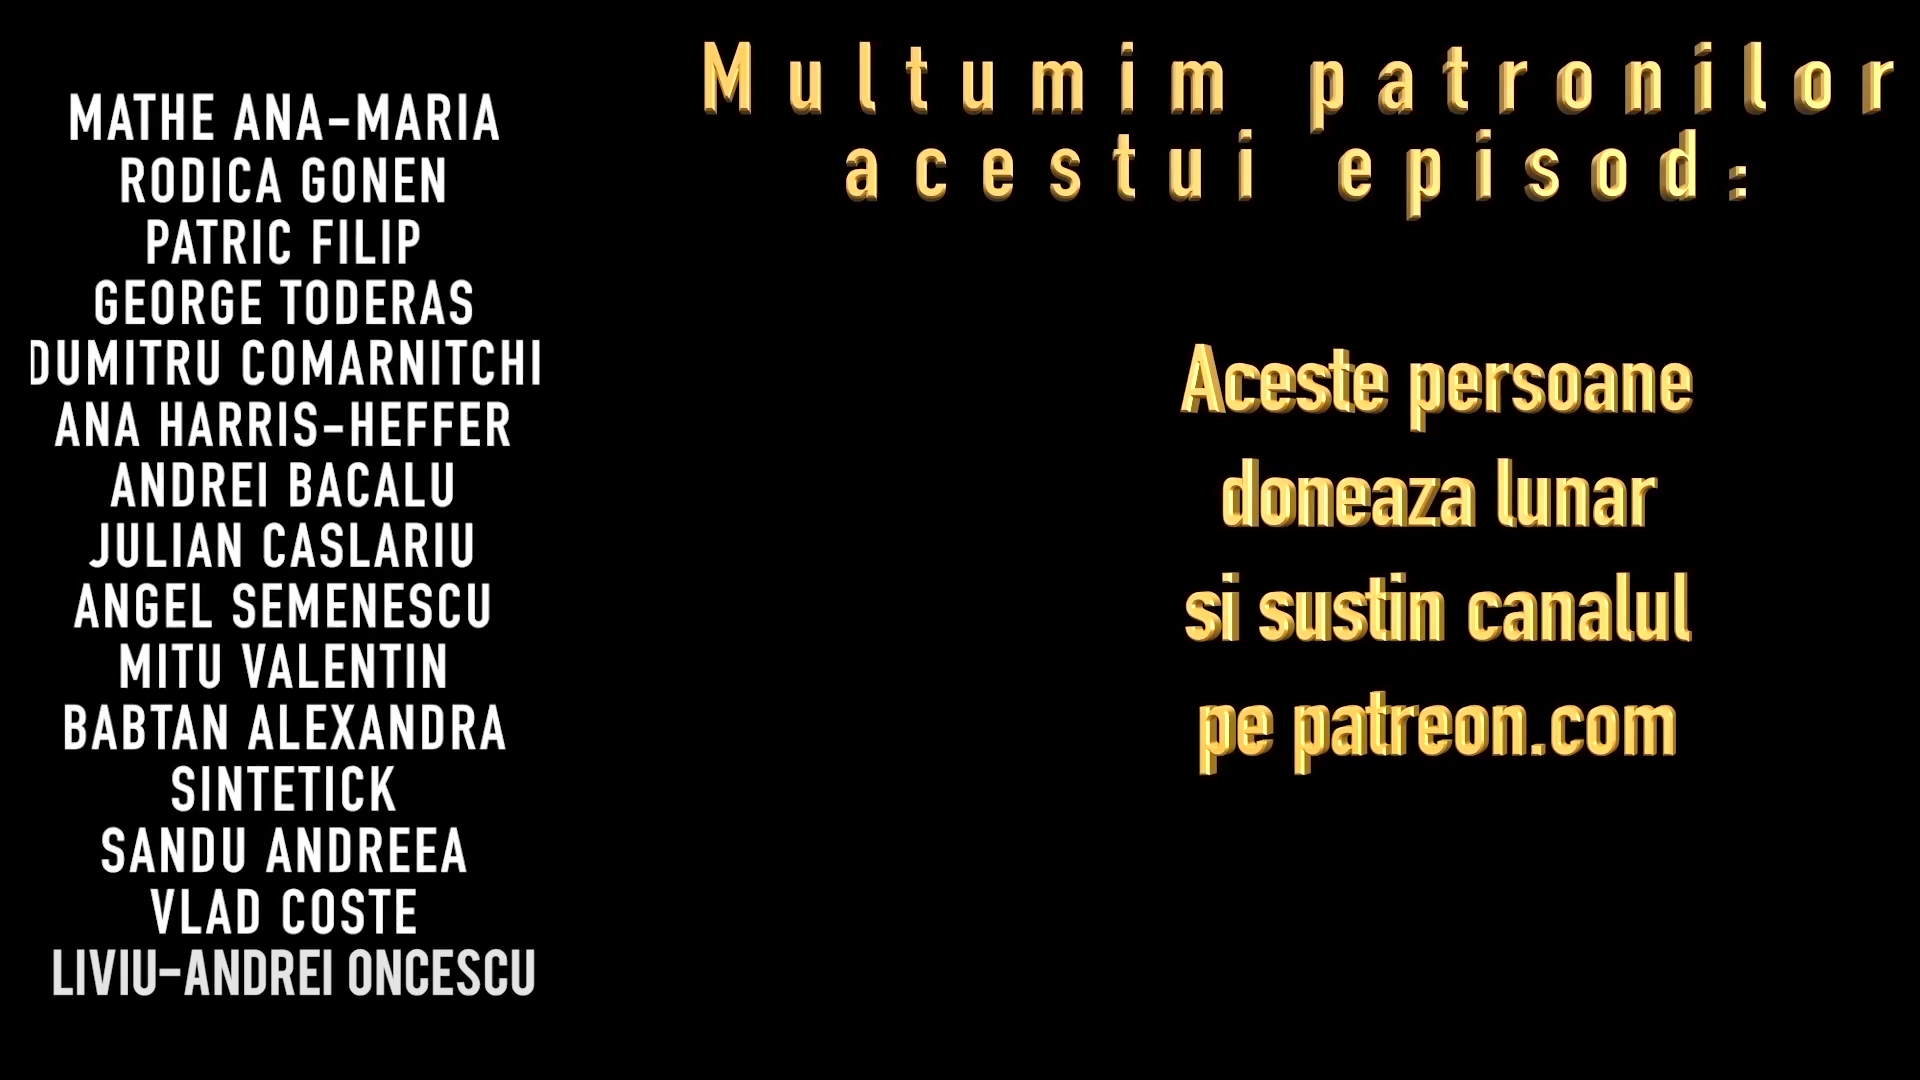 MATHE ANA-MARIA
RODICA GONEN
PATRIC FILIP
GEORGE TODERAS
DUMITRU COMARNITCHI
ANA HARRIS-HEFFER
ANDREI BACALU
JULIAN CASLARIU
ANGEL SEMENESCU
MITU VALENTIN
BABTAN ALEXANDRA
SINTETICK
SANDU ANDREEA
VLAD COSTE
LIVIU-ANDREI ONCESCU
Multumim patronilor
acestui episod:
Aceste persoane
doneaza lunar
si sustin canalul
pe patreon.com